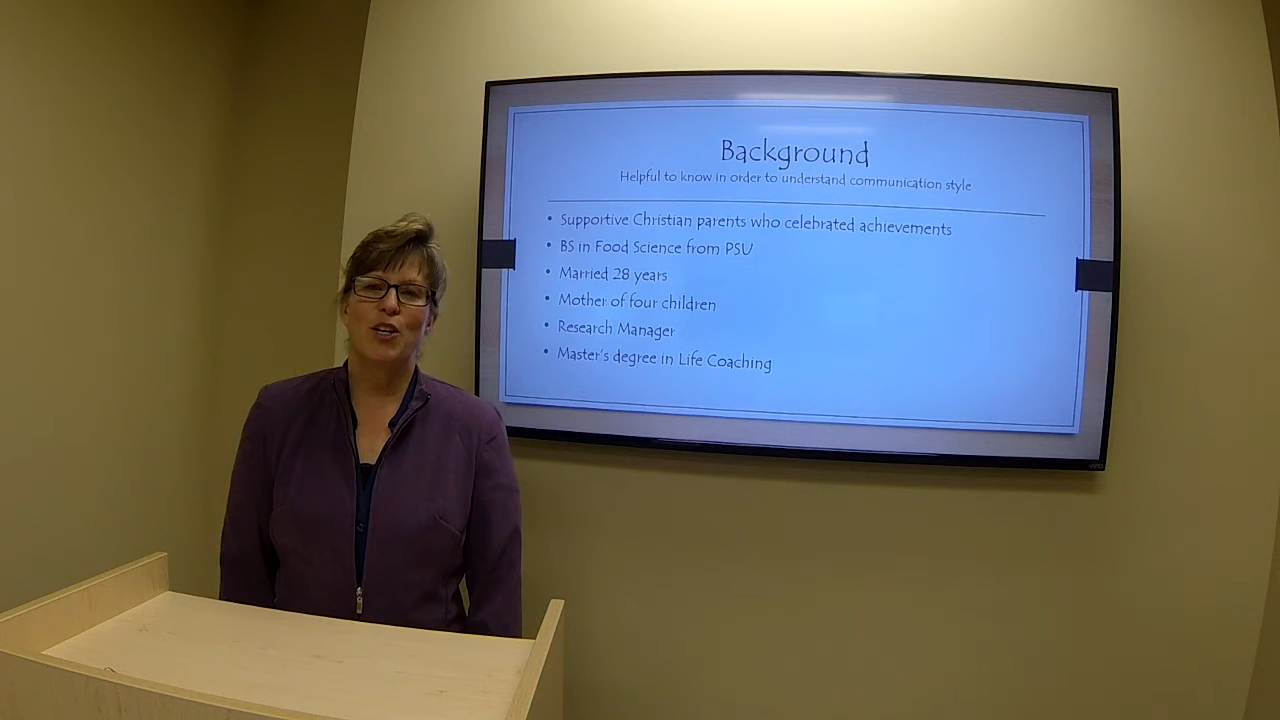 Background
Helpful to know in order to understand communication style
• Supportive Christian parents who celebrated achievements
• BS in Food Science from PSU
• Married 28 years
• Mother of four children
• Research Manager
• Master's degree in Life Coaching
VIZIO